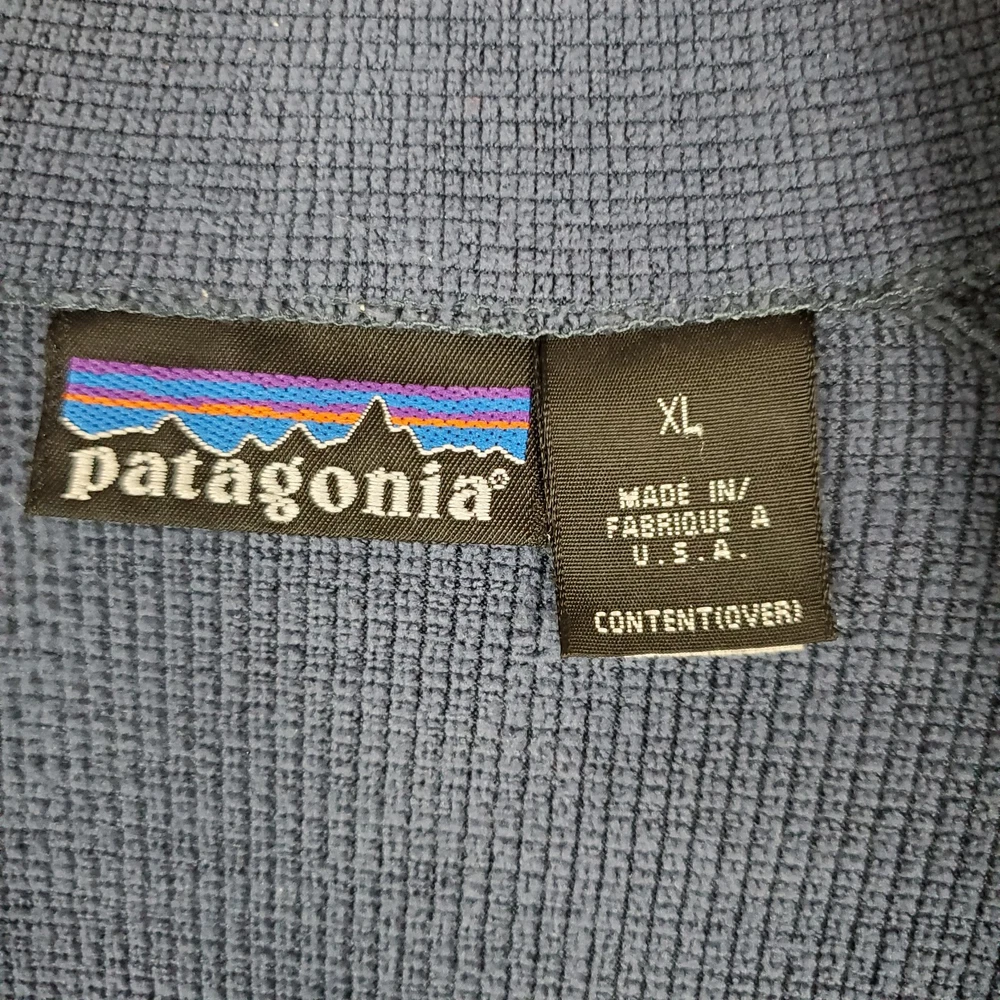 patagonia®
XL
MADE IN/
FABRIQUE A
U.S.A.
CONTENT(OVER)